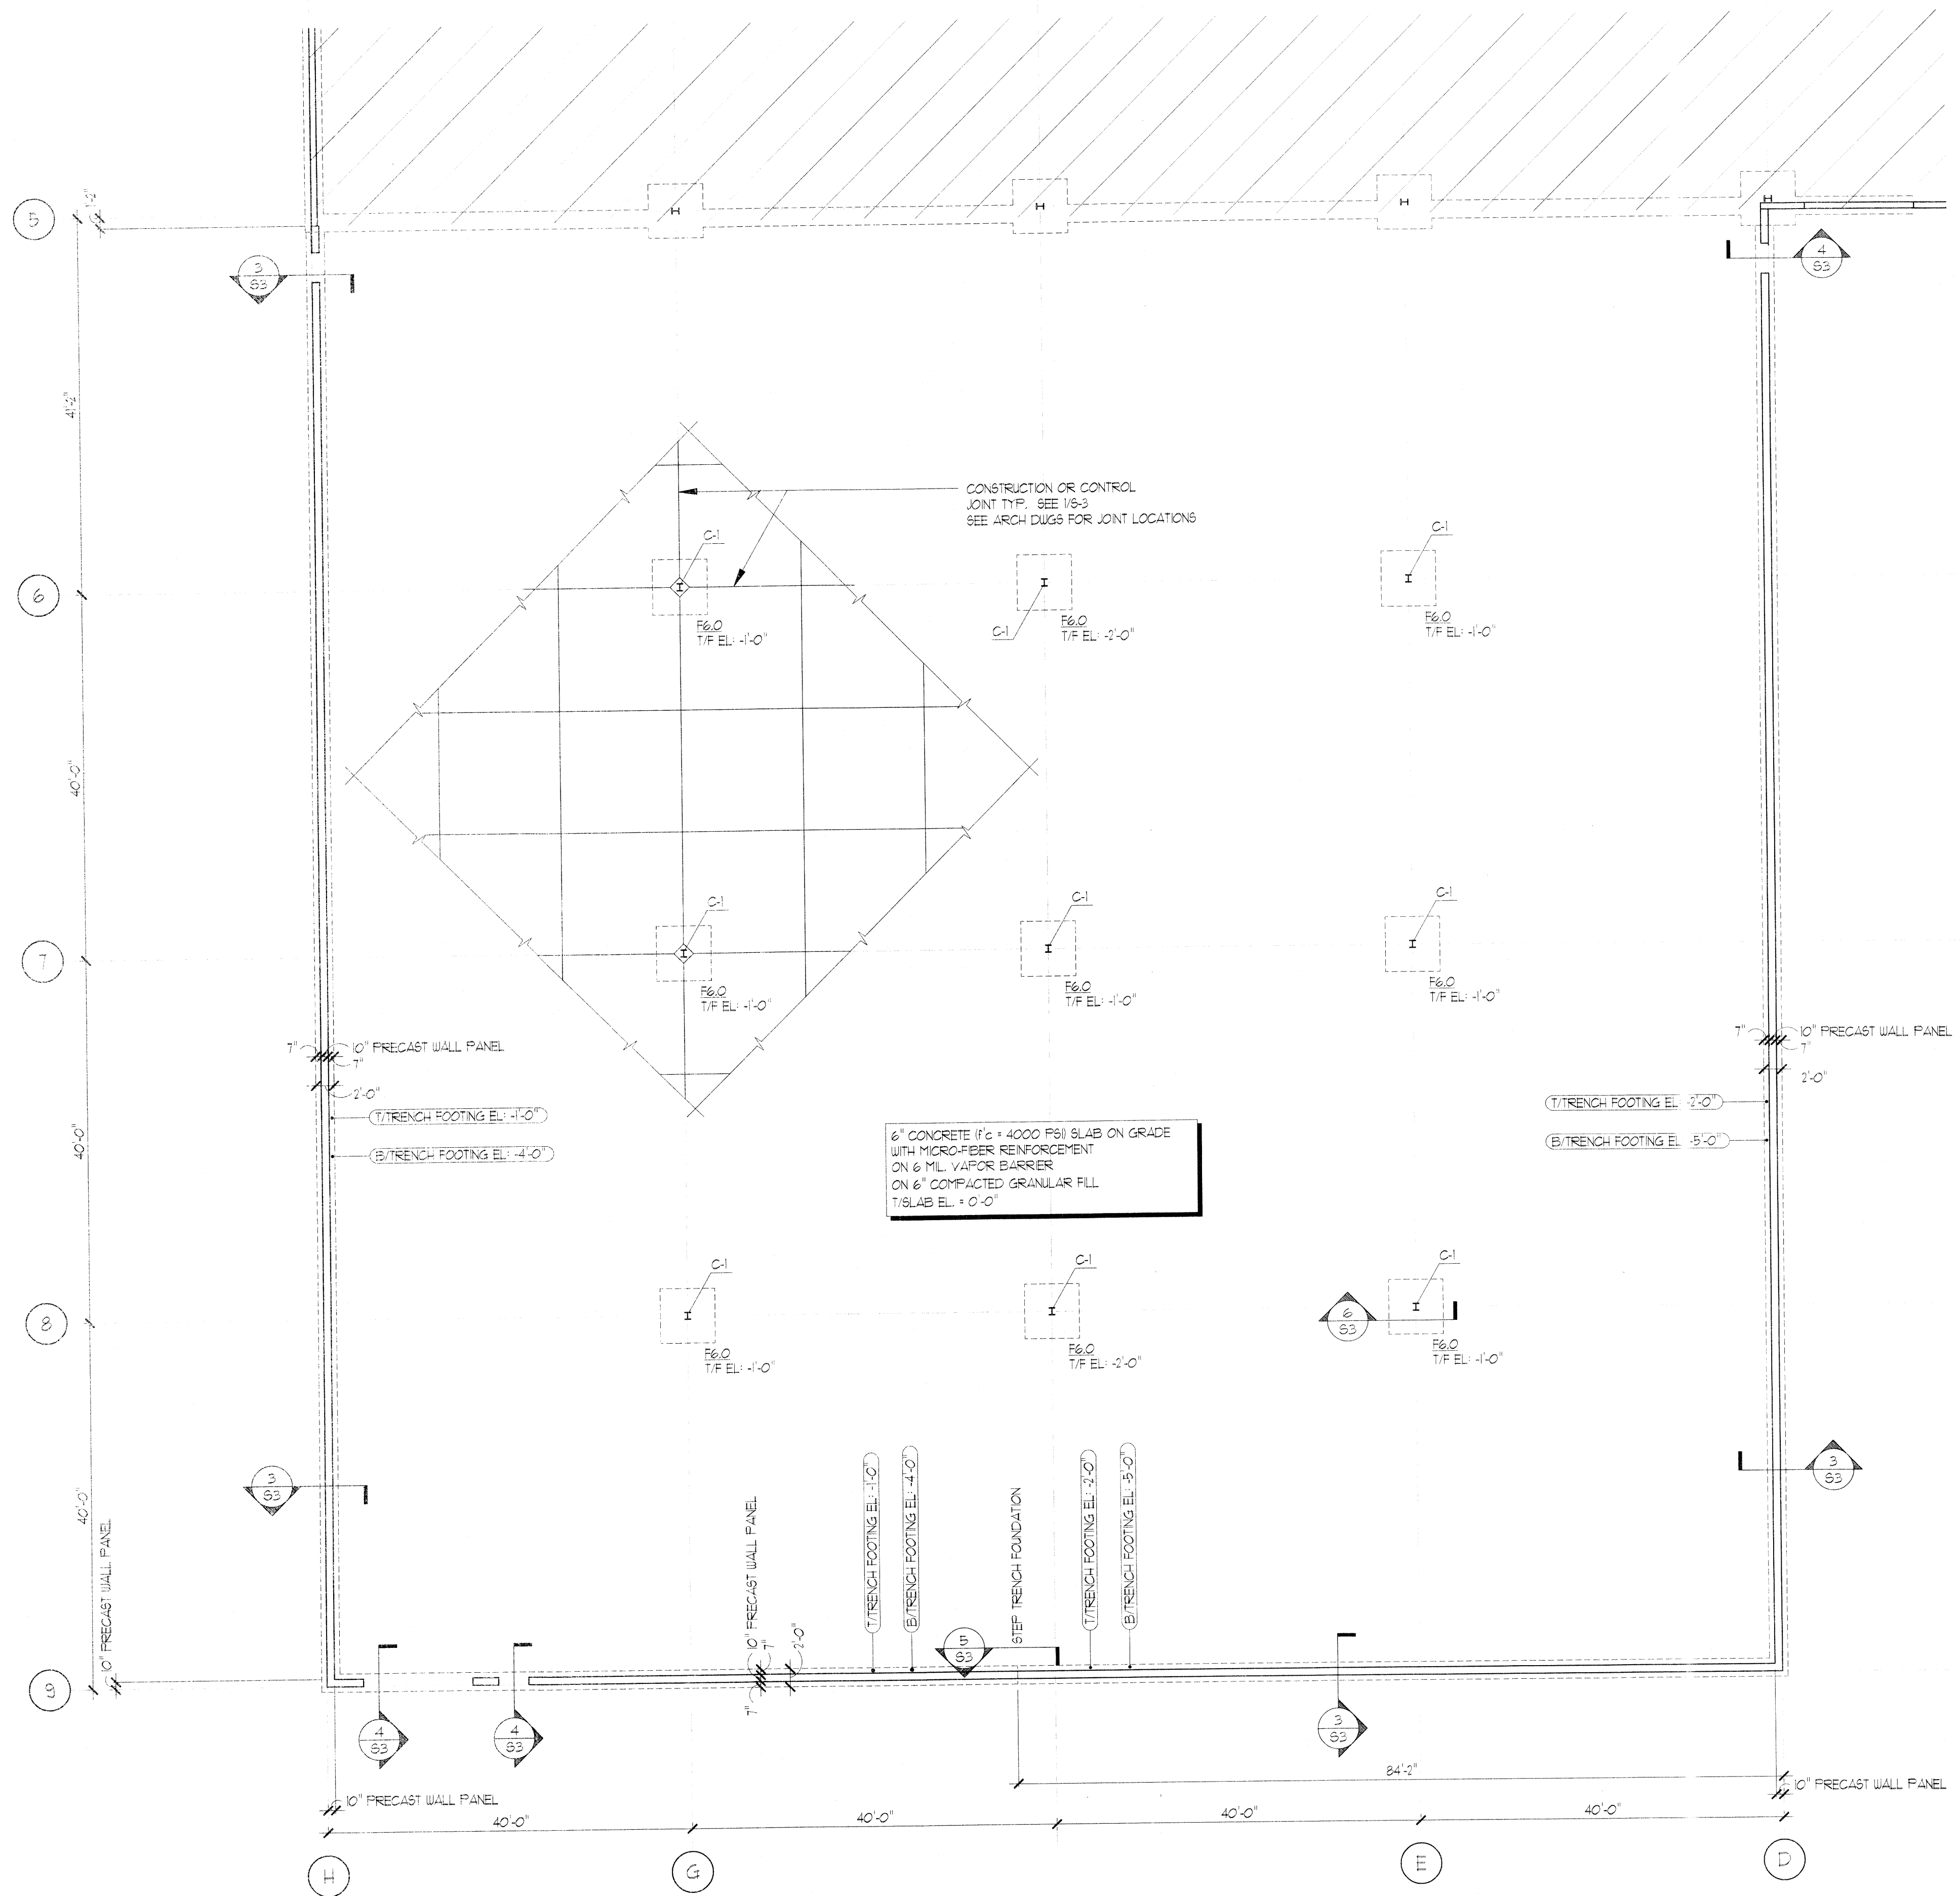 5
1'-2"
3
S3
4
S3
41'-2"
CONSTRUCTION OR CONTROL
JOINT TYP. SEE 1/S-3
SEE ARCH DWGS FOR JOINT LOCATIONS
6
C-1
F6.0
T/F EL: -1'-0"
C-1
F6.0
T/F EL: -2'-0"
C-1
F6.0
T/F EL: -1'-0"
40'-0"
7
C-1
F6.0
T/F EL: -1'-0"
C-1
F6.0
T/F EL: -1'-0"
C-1
F6.0
T/F EL: -1'-0"
7"
10" PRECAST WALL PANEL
7"
2'-0"
T/TRENCH FOOTING EL: -1'-0"
B/TRENCH FOOTING EL: -4'-0"
7"
10" PRECAST WALL PANEL
7"
2'-0"
T/TRENCH FOOTING EL: -2'-0"
B/TRENCH FOOTING EL: -5'-0"
40'-0"
6" CONCRETE (f'c = 4000 PSI) SLAB ON GRADE
WITH MICRO-FIBER REINFORCEMENT
ON 6 MIL. VAPOR BARRIER
ON 6" COMPACTED GRANULAR FILL
T/SLAB EL. = 0'-0"
8
C-1
F6.0
T/F EL: -1'-0"
C-1
F6.0
T/F EL: -2'-0"
6
S3
C-1
F6.0
T/F EL: -1'-0"
40'-0"
3
S3
3
S3
10" PRECAST WALL PANEL
10" PRECAST WALL PANEL
7"
7"
2'-0"
T/TRENCH FOOTING EL: -1'-0"
B/TRENCH FOOTING EL: -4'-0"
5
S3
STEP TRENCH FOUNDATION
T/TRENCH FOOTING EL: -2'-0"
B/TRENCH FOOTING EL: -5'-0"
9
4
S3
4
S3
3
S3
84'-2"
10" PRECAST WALL PANEL
10" PRECAST WALL PANEL
40'-0"
40'-0"
40'-0"
40'-0"
H
G
E
D